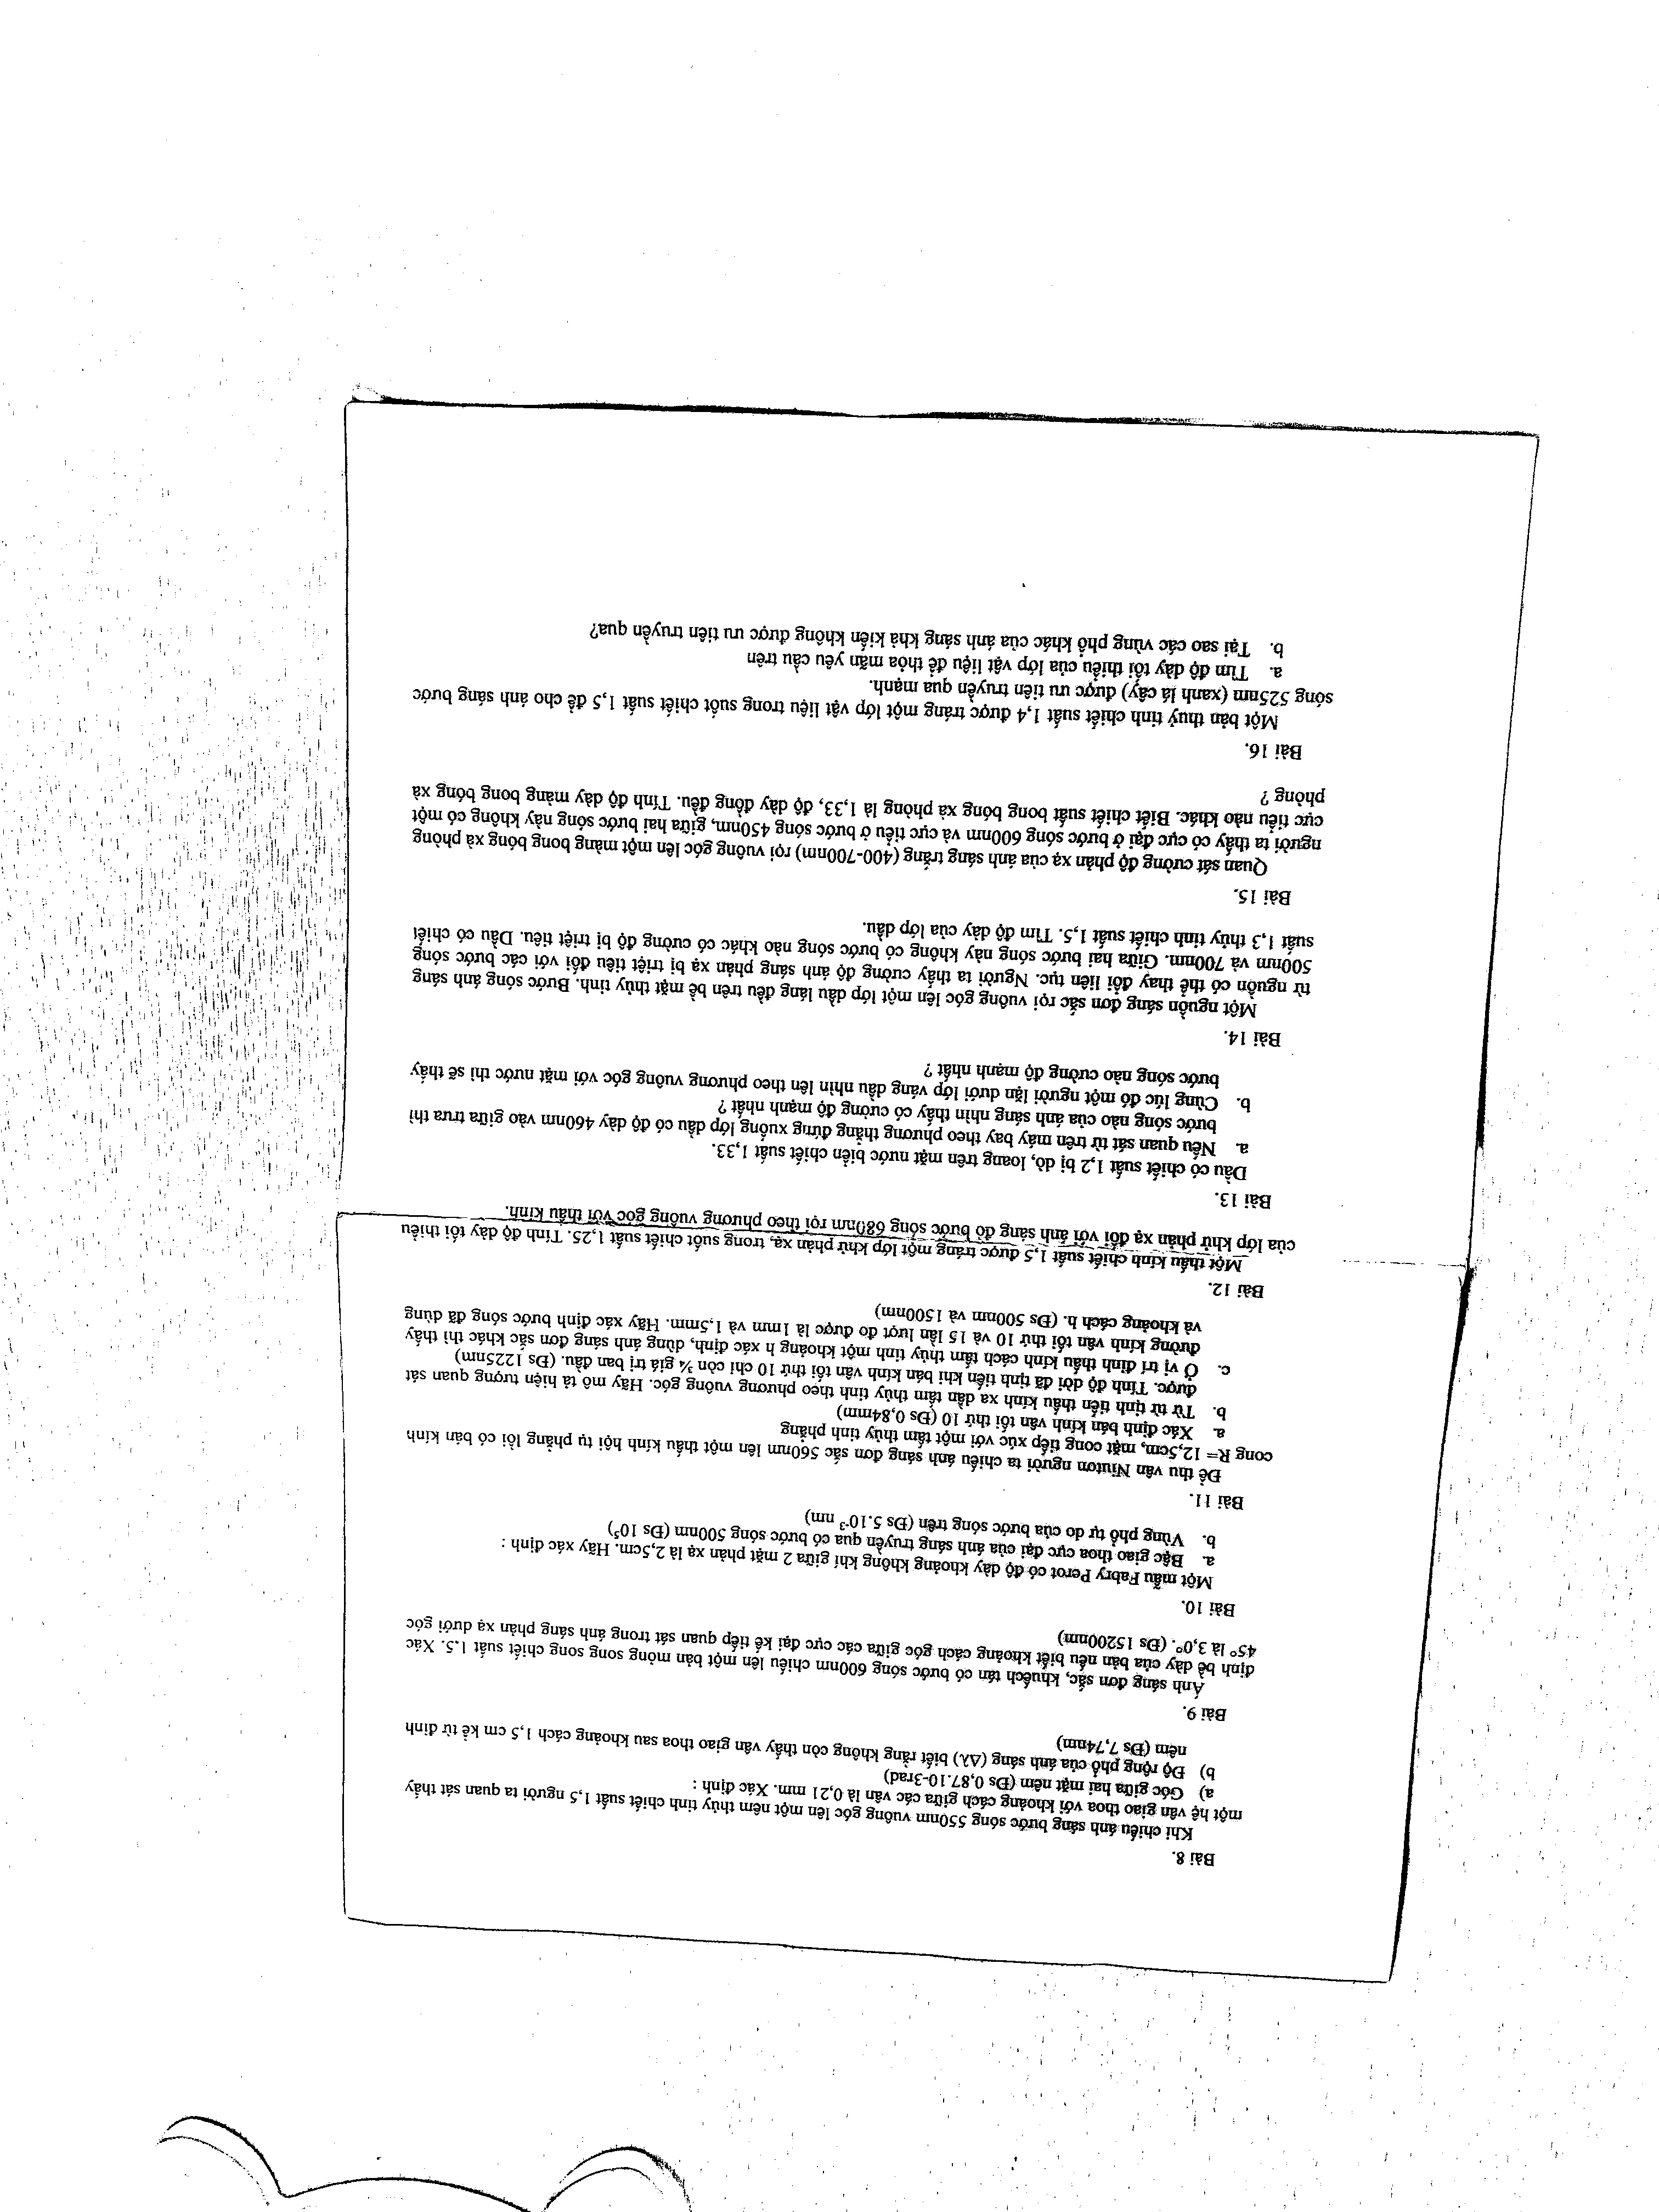 Bài 8.
Khi chiếu ánh sáng bước sóng 550nm vuông góc lên một nêm thủy tinh chiết suất 1,5 người ta quan sát thấy
một hệ vân giao thoa với khoảng cách giữa các vân là 0,21 mm. Xác định :
a) Góc giữa hai mặt nêm (Đs 0,87.10-3rad)
b) Độ rộng phổ của ánh sáng (Δλ) biết rằng không còn thấy vân giao thoa sau khoảng cách 1,5 cm kể từ đỉnh
nêm (Đs 7,74nm)
Bài 9.
Ánh sáng đơn sắc, khuếch tán có bước sóng 600nm chiếu lên một bản mỏng song song chiết suất 1.5. Xác
định bề dày của bản nếu biết khoảng cách góc giữa các cực đại kế tiếp quan sát trong ánh sáng phản xạ dưới góc
45° là 3,0°. (Đs 15200nm)
Bài 10.
Một mẫu Fabry Perot có độ dày khoảng không khí giữa 2 mặt phản xạ là 2,5cm. Hãy xác định :
a. Bậc giao thoa cực đại của ánh sáng truyền qua có bước sóng 500nm (Đs 10⁵)
b. Vùng phổ tự do của bước sóng trên (Đs 5.10⁻³ nm)
Bài 11.
Để thu vân Niuton người ta chiếu ánh sáng đơn sắc 560nm lên một thấu kính hội tụ phẳng lồi có bán kính
cong R= 12,5cm, mặt cong tiếp xúc với một tấm thủy tinh phẳng
a. Xác định bán kính vân tối thứ 10 (Đs 0,84mm)
b. Từ từ tịnh tiến thấu kính xa dần tấm thủy tinh theo phương vuông góc. Hãy mô tả hiện tượng quan sát
được. Tính độ dời đã tịnh tiến khi bán kính vân tối thứ 10 chỉ còn ¾ giá trị ban đầu. (Đs 1225nm)
c. Ở vị trí đỉnh thấu kính cách tấm thủy tinh một khoảng h xác định, dùng ánh sáng đơn sắc khác thì thấy
đường kính vân tối thứ 10 và 15 lần lượt đo được là 1mm và 1,5mm. Hãy xác định bước sóng đã dùng
và khoảng cách h. (Đs 500nm và 1500nm)
Bài 12.
Một thấu kính chiết suất 1.5 được tráng một lớp khử phản xạ, trong suốt chiết suất 1,25. Tính độ dày tối thiểu
của lớp khử phản xạ đối với ánh sáng đỏ bước sóng 680nm rọi theo phương vuông góc với thấu kính.
Bài 13.
Dầu có chiết suất 1,2 bị đổ, loang trên mặt nước biển chiết suất 1,33.
a. Nếu quan sát từ trên máy bay theo phương thẳng đứng xuống lớp dầu có độ dày 460nm vào giữa trưa thì
bước sóng nào của ánh sáng nhìn thấy có cường độ mạnh nhất ?
b. Cùng lúc đó một người lặn dưới lớp váng dầu nhìn lên theo phương vuông góc với mặt nước thì sẽ thấy
bước sóng nào cường độ mạnh nhất ?
Bài 14.
Một nguồn sáng đơn sắc rọi vuông góc lên một lớp dầu láng đều trên bề mặt thủy tinh. Bước sóng ánh sáng
từ nguồn có thể thay đổi liên tục. Người ta thấy cường độ ánh sáng phản xạ bị triệt tiêu đối với các bước sóng
500nm và 700nm. Giữa hai bước sóng này không có bước sóng nào khác có cường độ bị triệt tiêu. Dầu có chiết
suất 1,3 thủy tinh chiết suất 1,5. Tìm độ dày của lớp dầu.
Bài 15.
Quan sát cường độ phản xạ của ánh sáng trắng (400-700nm) rọi vuông góc lên một màng bong bóng xà phòng
người ta thấy có cực đại ở bước sóng 600nm và cực tiểu ở bước sóng 450nm, giữa hai bước sóng này không có một
cực tiểu nào khác. Biết chiết suất bong bóng xà phòng là 1,33, độ dày đồng đều. Tính độ dày màng bong bóng xà
phòng ?
Bài 16.
Một bản thuỷ tinh chiết suất 1,4 được tráng một lớp vật liệu trong suốt chiết suất 1,5 để cho ánh sáng bước
sóng 525nm (xanh lá cây) được ưu tiên truyền qua mạnh.
a. Tìm độ dày tối thiểu của lớp vật liệu để thỏa mãn yêu cầu trên
b. Tại sao các vùng phổ khác của ánh sáng khả kiến không được ưu tiên truyền qua?